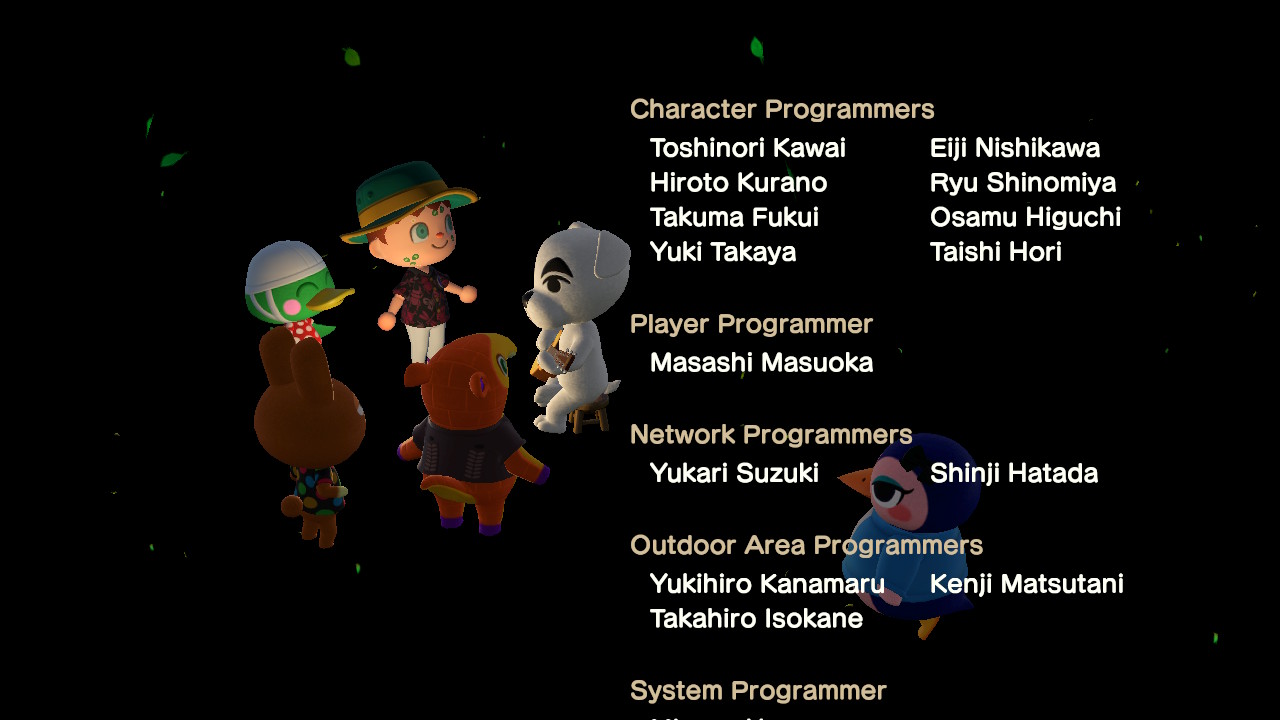 Character Programmers
Toshinori Kawai Eiji Nishikawa
Hiroto Kurano Ryu Shinomiya
Takuma Fukui Osamu Higuchi
Yuki Takaya Taishi Hori
Player Programmer
Masashi Masuoka
Network Programmers
Yukari Suzuki Shinji Hatada
Outdoor Area Programmers
Yukihiro Kanamaru Kenji Matsutani
Takahiro Isokane
System Programmer